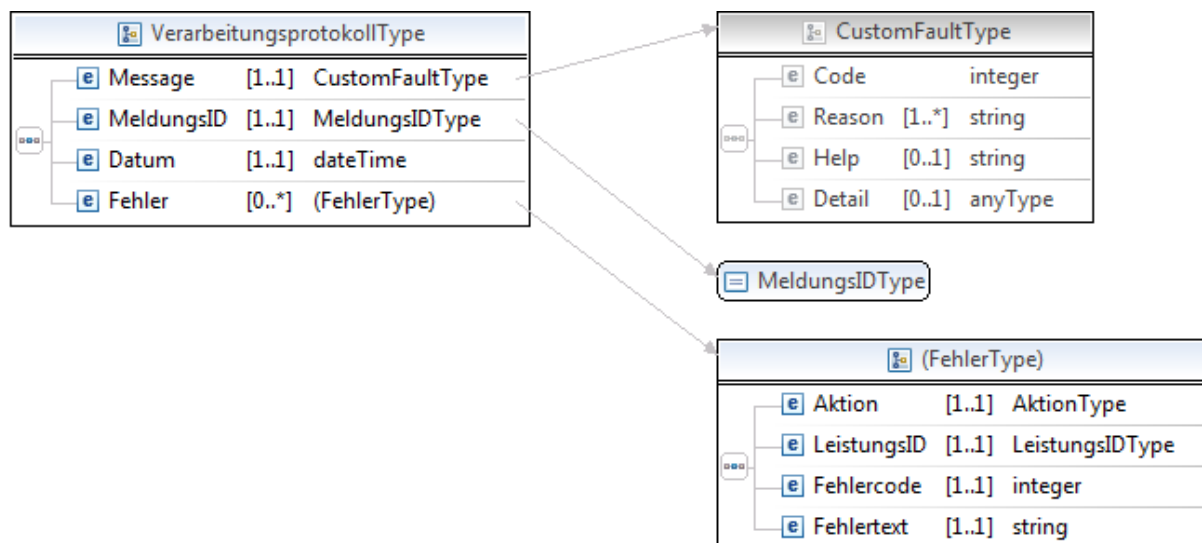 VerarbeitungsprotokollType
e Message [1..1] CustomFaultType
e MeldungsID [1..1] MeldungsIDType
e Datum [1..1] dateTime
e Fehler [0..*] (FehlerType)
CustomFaultType
e Code integer
e Reason [1..*] string
e Help [0..1] string
e Detail [0..1] anyType
MeldungsIDType
(FehlerType)
e Aktion [1..1] AktionType
e LeistungsID [1..1] LeistungsIDType
e Fehlercode [1..1] integer
e Fehlertext [1..1] string